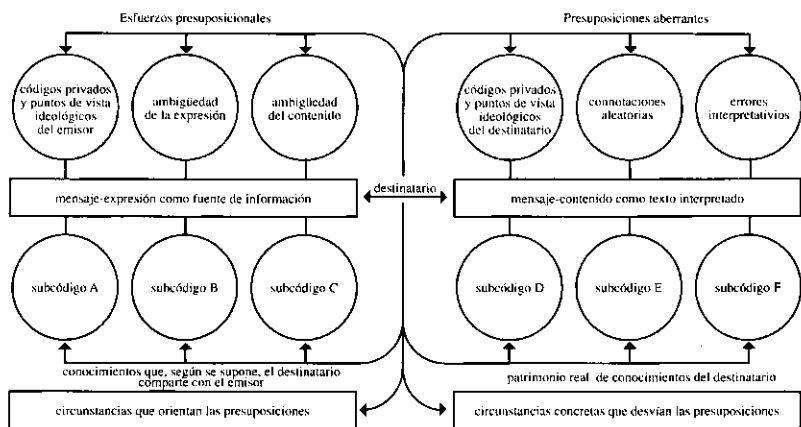 Esfuerzos presuposicionales
códigos privados
y puntos de vista
ideológicos
del emisor
ambigüedad
de la expresión
ambigüedad
del contenido
mensaje-expresión como fuente de información
subcódigo A
subcódigo B
subcódigo C
conocimientos que, según se supone, el destinatario
comparte con el emisor
circunstancias que orientan las presuposiciones
destinatario
Presuposiciones aberrantes
códigos privados
y puntos de vista
ideológicos
del destinatario
connotaciones
aleatorias
errores
interpretativios
mensaje-contenido como texto interpretado
subcódigo D
subcódigo E
subcódigo F
patrimonio real de conocimientos del destinatario
circunstancias concretas que desvían las presuposiciones